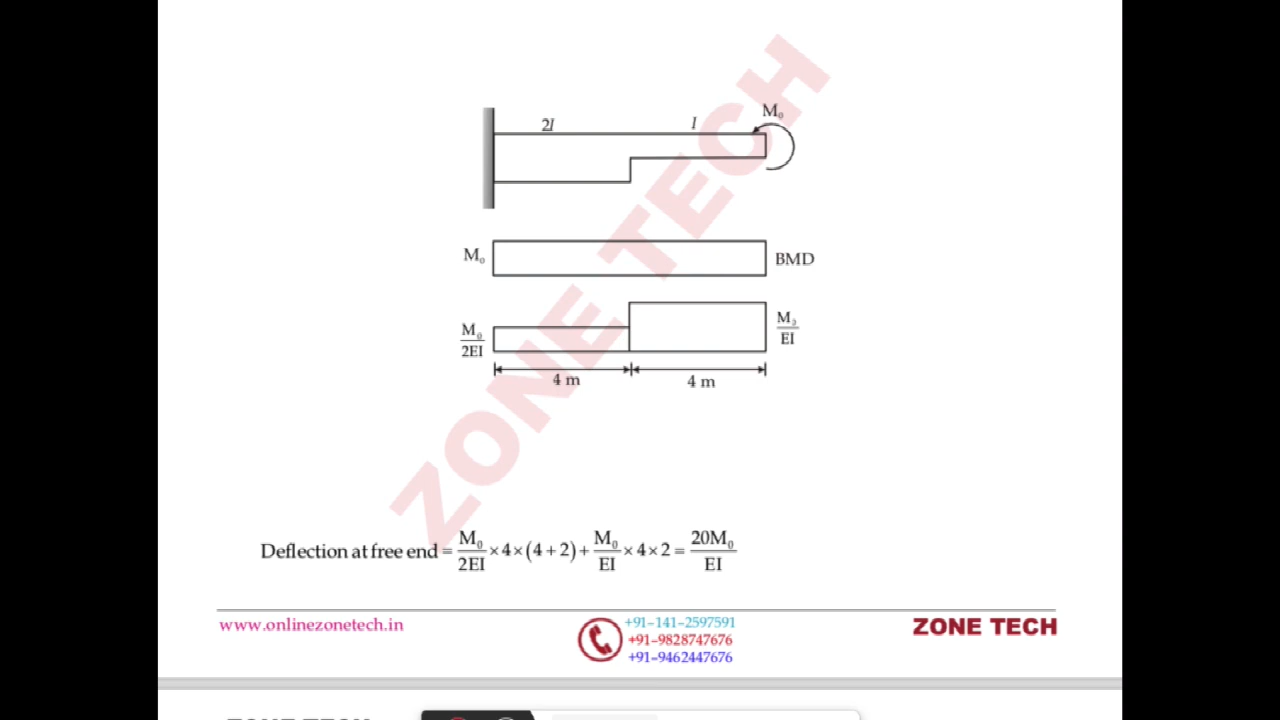 ZONE TECH
M₀
2I
I
M₀
BMD
M₀
2EI
M₀
EI
4 m
4 m
Deflection at free end = M₀/2EI × 4 × (4 + 2) + M₀/EI × 4 × 2 = 20M₀/EI
www.onlinezonetech.in
+91-141-2597591
+91-9828747676
+91-9462447676
ZONE TECH
ZONE TECH